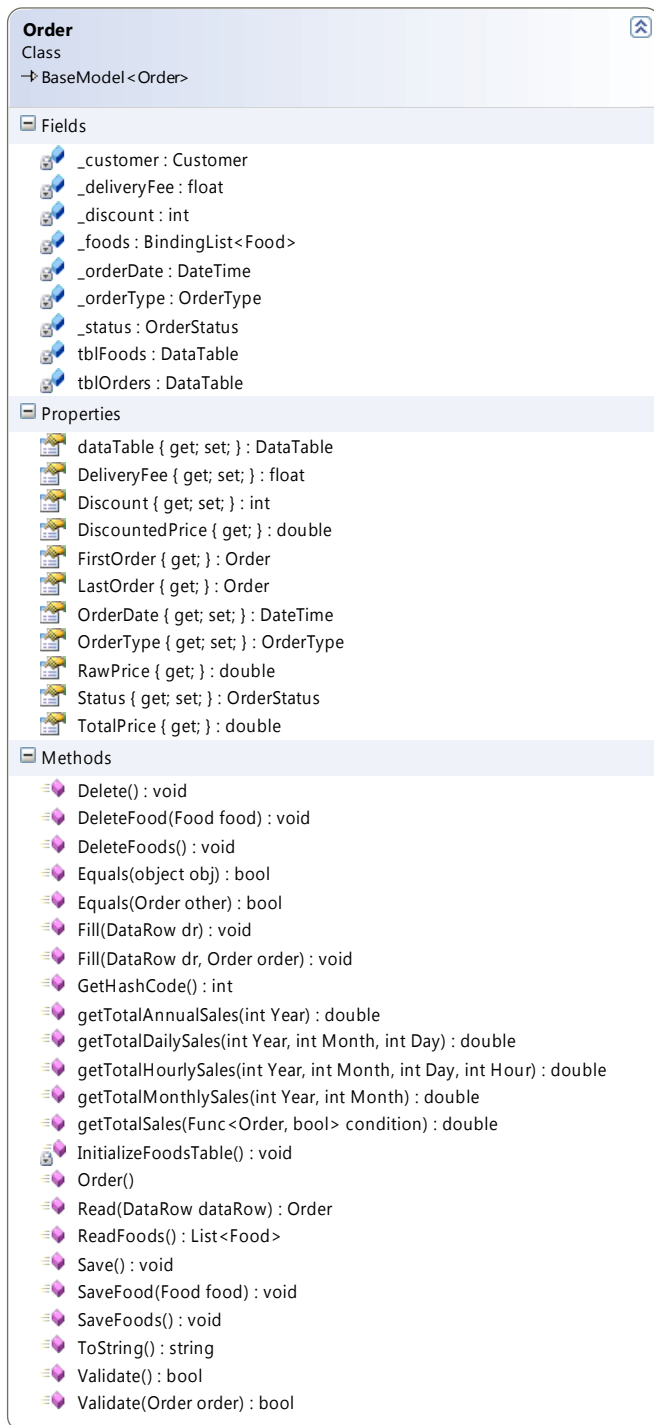 Order
Class
BaseModel<Order>
Fields
_customer : Customer
_deliveryFee : float
_discount : int
_foods : BindingList<Food>
_orderDate : DateTime
_orderType : OrderType
_status : OrderStatus
tblFoods : DataTable
tblOrders : DataTable
Properties
dataTable { get; set; } : DataTable
DeliveryFee { get; set; } : float
Discount { get; set; } : int
DiscountedPrice { get; } : double
FirstOrder { get; } : Order
LastOrder { get; } : Order
OrderDate { get; set; } : DateTime
OrderType { get; set; } : OrderType
RawPrice { get; } : double
Status { get; set; } : OrderStatus
TotalPrice { get; } : double
Methods
Delete() : void
DeleteFood(Food food) : void
DeleteFoods() : void
Equals(object obj) : bool
Equals(Order other) : bool
Fill(DataRow dr) : void
Fill(DataRow dr, Order order) : void
GetHashCode() : int
getTotalAnnualSales(int Year) : double
getTotalDailySales(int Year, int Month, int Day) : double
getTotalHourlySales(int Year, int Month, int Day, int Hour) : double
getTotalMonthlySales(int Year, int Month) : double
getTotalSales(Func<Order, bool> condition) : double
InitializeFoodsTable() : void
Order()
Read(DataRow dataRow) : Order
ReadFoods() : List<Food>
Save() : void
SaveFood(Food food) : void
SaveFoods() : void
ToString() : string
Validate() : bool
Validate(Order order) : bool